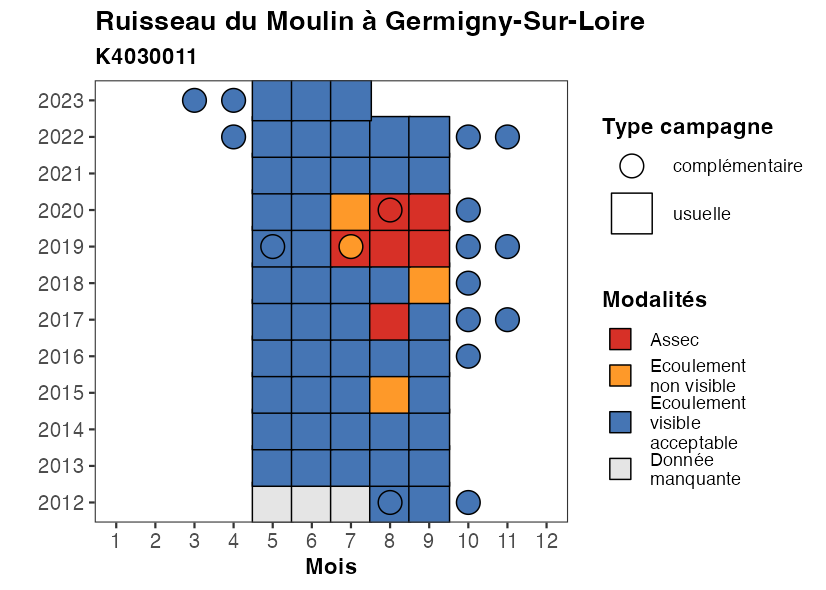 Ruisseau du Moulin à Germigny-Sur-Loire
K4030011
2023
2022
2021
2020
2019
2018
2017
2016
2015
2014
2013
2012
1 2 3 4 5 6 7 8 9 10 11 12
Mois
Type campagne
complémentaire
usuelle
Modalités
Assec
Ecoulement
non visible
Ecoulement
visible
acceptable
Donnée
manquante